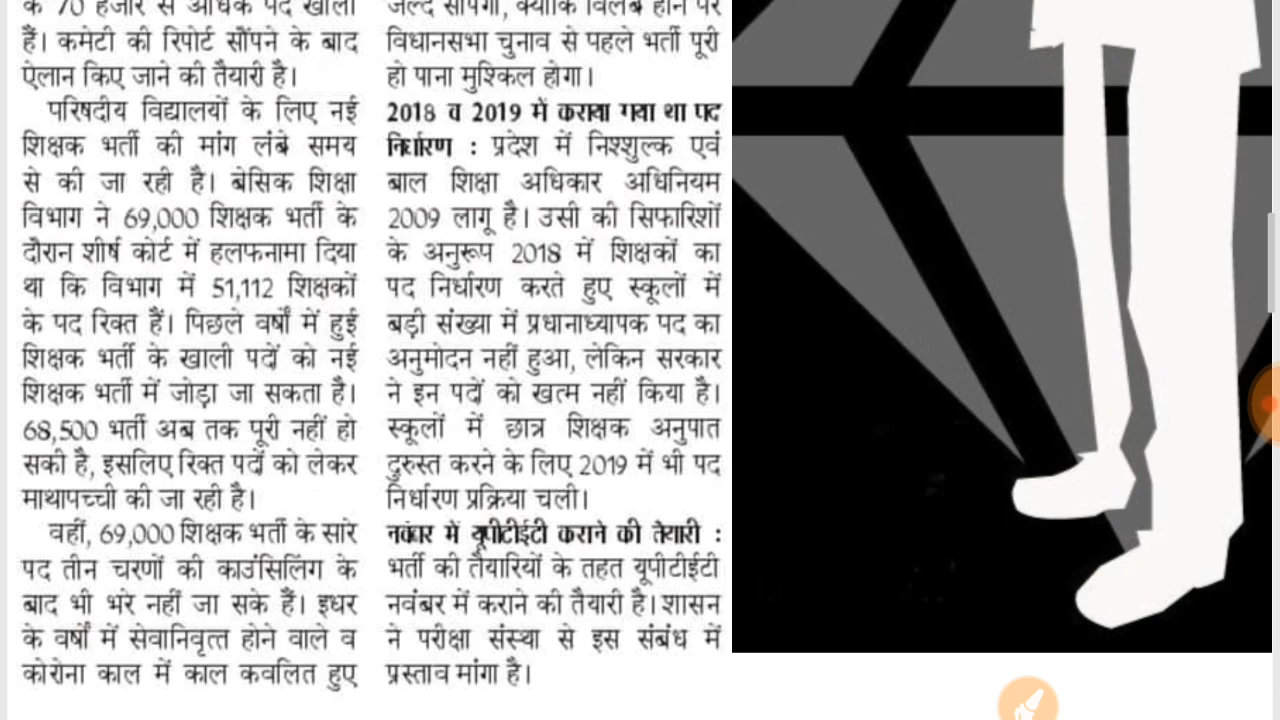 के 70 हजार से अधिक पद खाली
हैं। कमेटी की रिपोर्ट सौंपने के बाद
ऐलान किए जाने की तैयारी है।
परिषदीय विद्यालयों के लिए नई
शिक्षक भर्ती की मांग लंबे समय
से की जा रही है। बेसिक शिक्षा
विभाग ने 69,000 शिक्षक भर्ती के
दौरान शीर्ष कोर्ट में हलफनामा दिया
था कि विभाग में 51,112 शिक्षकों
के पद रिक्त हैं। पिछले वर्षों में हुई
शिक्षक भर्ती के खाली पदों को नई
शिक्षक भर्ती में जोड़ा जा सकता है।
68,500 भर्ती अब तक पूरी नहीं हो
सकी है, इसलिए रिक्त पदों को लेकर
माथापच्ची की जा रही है।
वहीं, 69,000 शिक्षक भर्ती के सारे
पद तीन चरणों की काउंसिलिंग के
बाद भी भरे नहीं जा सके हैं। इधर
के वर्षों में सेवानिवृत्त होने वाले व
कोरोना काल में काल कवलित हुए
जल्द सौंपेगी, क्योंकि विलंब होने पर
विधानसभा चुनाव से पहले भर्ती पूरी
हो पाना मुश्किल होगा।
2018 व 2019 में कराया गया था पद
निर्धारण : प्रदेश में निश्शुल्क एवं
बाल शिक्षा अधिकार अधिनियम
2009 लागू है। उसी की सिफारिशों
के अनुरूप 2018 में शिक्षकों का
पद निर्धारण करते हुए स्कूलों में
बड़ी संख्या में प्रधानाध्यापक पद का
अनुमोदन नहीं हुआ, लेकिन सरकार
ने इन पदों को खत्म नहीं किया है।
स्कूलों में छात्र शिक्षक अनुपात
दुरुस्त करने के लिए 2019 में भी पद
निर्धारण प्रक्रिया चली।
नवंबर में यूपीटीईटी कराने की तैयारी :
भर्ती की तैयारियों के तहत यूपीटीईटी
नवंबर में कराने की तैयारी है। शासन
ने परीक्षा संस्था से इस संबंध में
प्रस्ताव मांगा है।